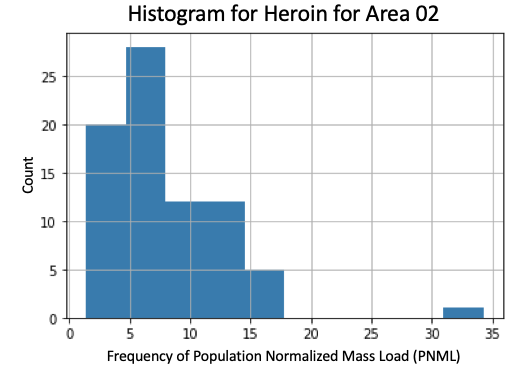 Histogram for Heroin for Area 02
25
20
15
10
5
0
Count
0 5 10 15 20 25 30 35
Frequency of Population Normalized Mass Load (PNML)